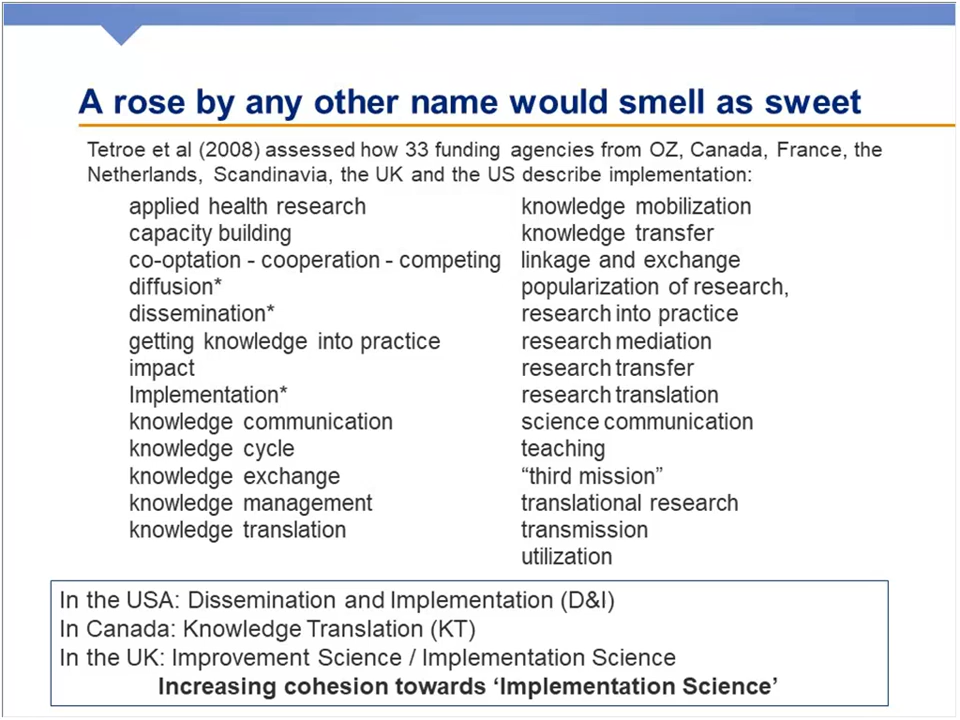 A rose by any other name would smell as sweet
Tetroe et al (2008) assessed how 33 funding agencies from OZ, Canada, France, the
Netherlands, Scandinavia, the UK and the US describe implementation:
applied health research
capacity building
co-optation - cooperation - competing
diffusion*
dissemination*
getting knowledge into practice
impact
Implementation*
knowledge communication
knowledge cycle
knowledge exchange
knowledge management
knowledge translation
knowledge mobilization
knowledge transfer
linkage and exchange
popularization of research,
research into practice
research mediation
research transfer
research translation
science communication
teaching
“third mission”
translational research
transmission
utilization
In the USA: Dissemination and Implementation (D&I)
In Canada: Knowledge Translation (KT)
In the UK: Improvement Science / Implementation Science
Increasing cohesion towards ‘Implementation Science’